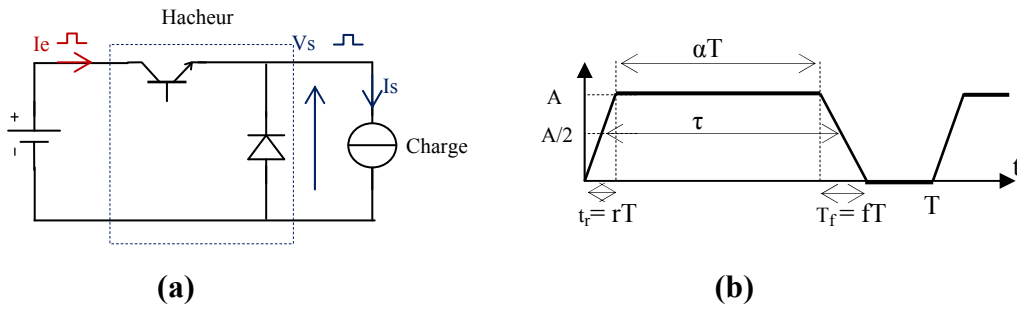 Hacheur
Ie
Vs
Is
+
-
Charge
(a)
αT
A
A/2
τ
t
tr= rT
Tf = fT
T
(b)